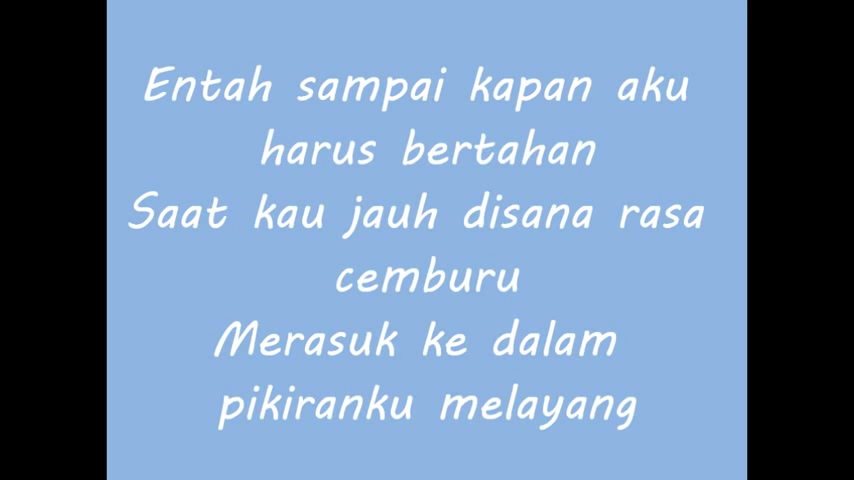 Entah sampai kapan aku
harus bertahan
Saat kau jauh disana rasa
cemburu
Merasuk ke dalam
pikiranku melayang